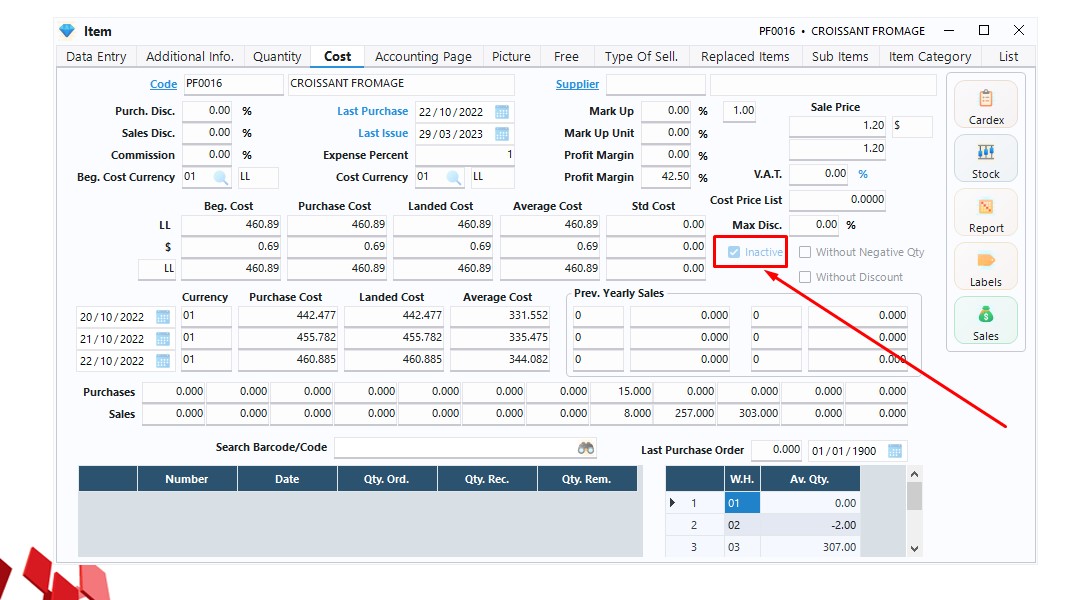 Item PF0016 • CROISSANT FROMAGE
Data Entry Additional Info. Quantity Cost Accounting Page Picture Free Type Of Sell. Replaced Items Sub Items Item Category List
Code PF0016 CROISSANT FROMAGE Supplier
Purch. Disc. 0.00 % Last Purchase 22/10/2022 Mark Up 0.00 % 1.00 Sale Price
Sales Disc. 0.00 % Last Issue 29/03/2023 Mark Up Unit 0.00 % 1.20 $
Commission 0.00 % Expense Percent 1 Profit Margin 0.00 % 1.20
Beg. Cost Currency 01 LL Cost Currency 01 LL Profit Margin 42.50 % V.A.T. 0.00 %
Beg. Cost Purchase Cost Landed Cost Average Cost Std Cost Cost Price List 0.0000
LL 460.89 460.89 460.89 460.89 0.00 Max Disc. 0.00 %
$ 0.69 0.69 0.69 0.69 0.00 Inactive Without Negative Qty
LL 460.89 460.89 460.89 460.89 0.00 Without Discount
Currency Purchase Cost Landed Cost Average Cost Prev. Yearly Sales
20/10/2022 01 442.477 442.477 331.552 0 0.000 0 0.000
21/10/2022 01 455.782 455.782 335.475 0 0.000 0 0.000
22/10/2022 01 460.885 460.885 344.082 0 0.000 0 0.000
Purchases 0.000 0.000 0.000 0.000 0.000 0.000 0.000 15.000 0.000 0.000 0.000 0.000
Sales 0.000 0.000 0.000 0.000 0.000 0.000 0.000 8.000 257.000 303.000 0.000 0.000
Search Barcode/Code Last Purchase Order 0.000 01/01/1900
Number Date Qty. Ord. Qty. Rec. Qty. Rem. W.H. Av. Qty.
1 01 0.00
2 02 -2.00
3 03 307.00
Cardex
Stock
Report
Labels
Sales